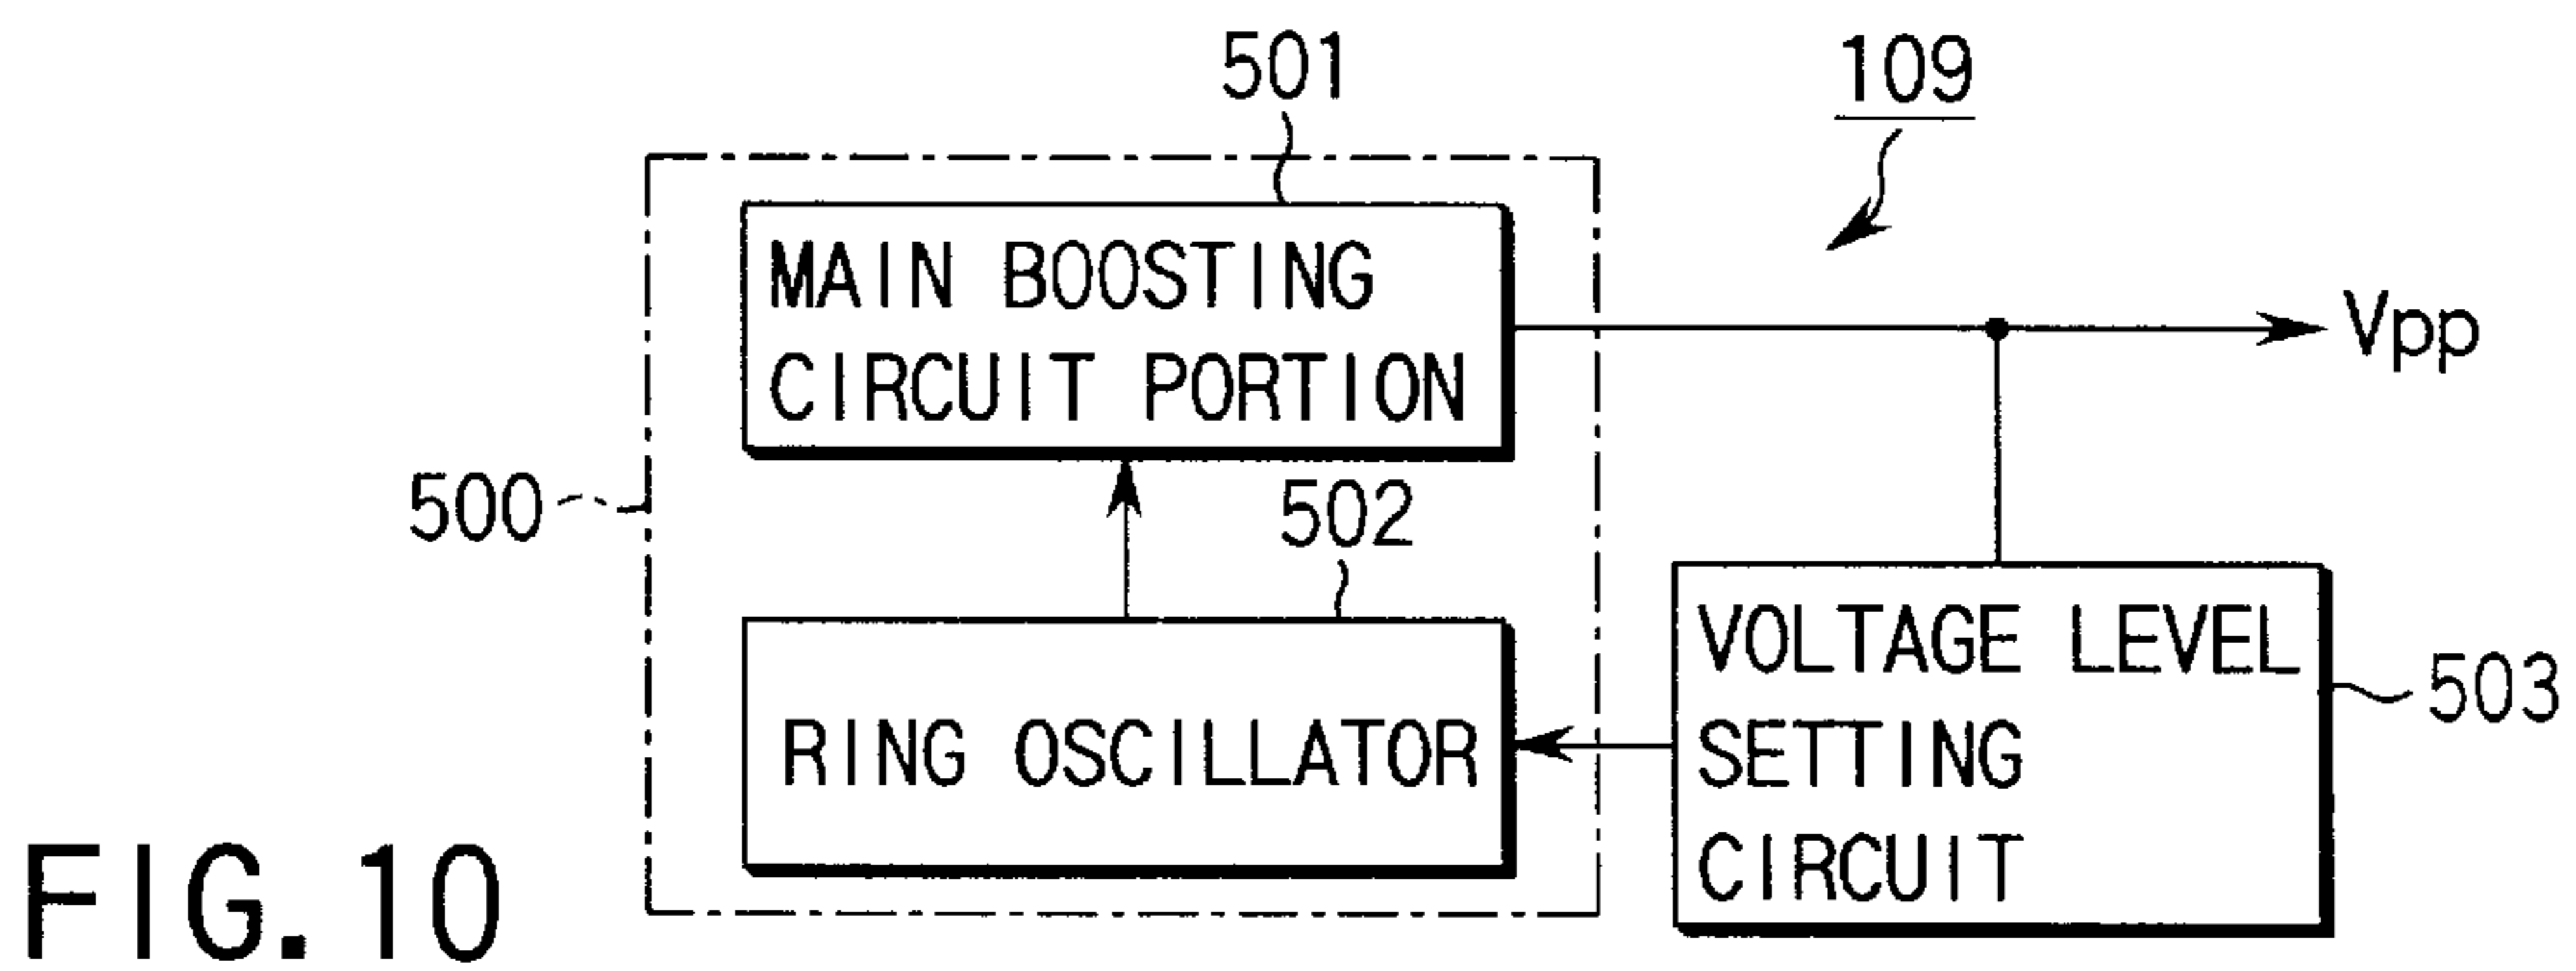 501
109
MAIN BOOSTING
CIRCUIT PORTION
Vpp
500
502
RING OSCILLATOR
VOLTAGE LEVEL
SETTING
CIRCUIT
503
FIG. 10